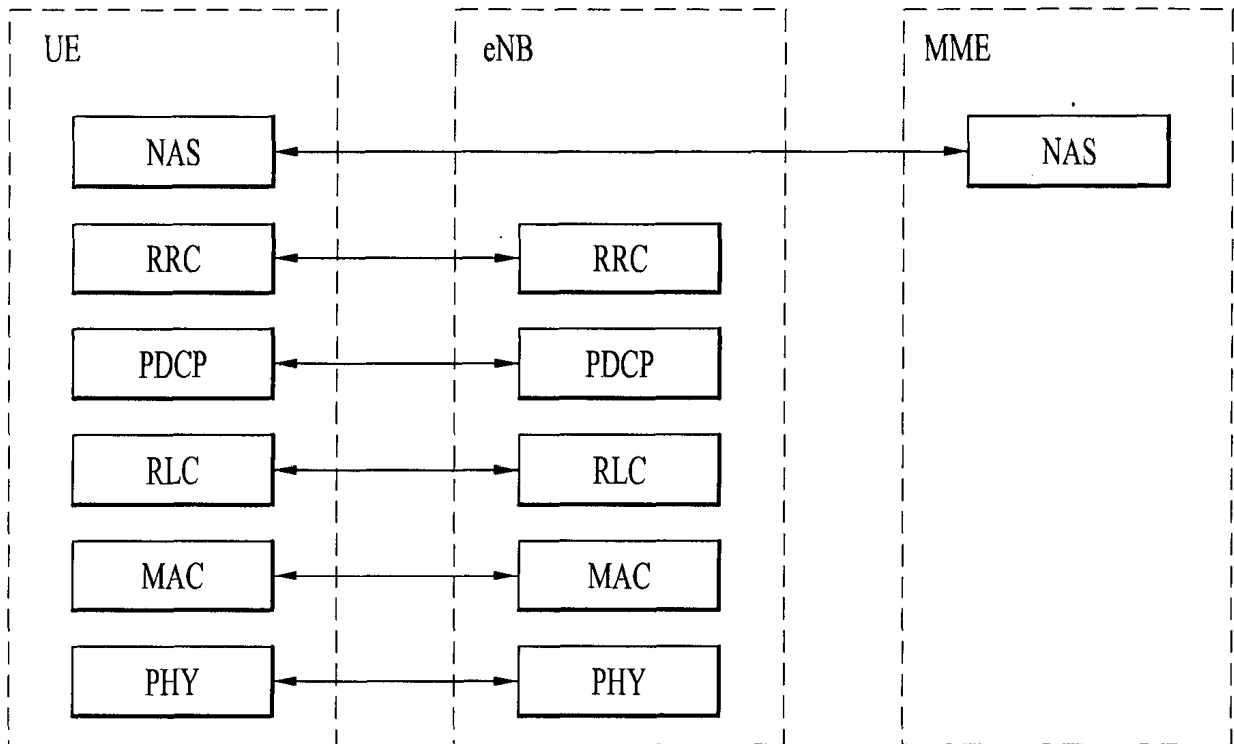 UE eNB MME
NAS NAS
RRC RRC
PDCP PDCP
RLC RLC
MAC MAC
PHY PHY